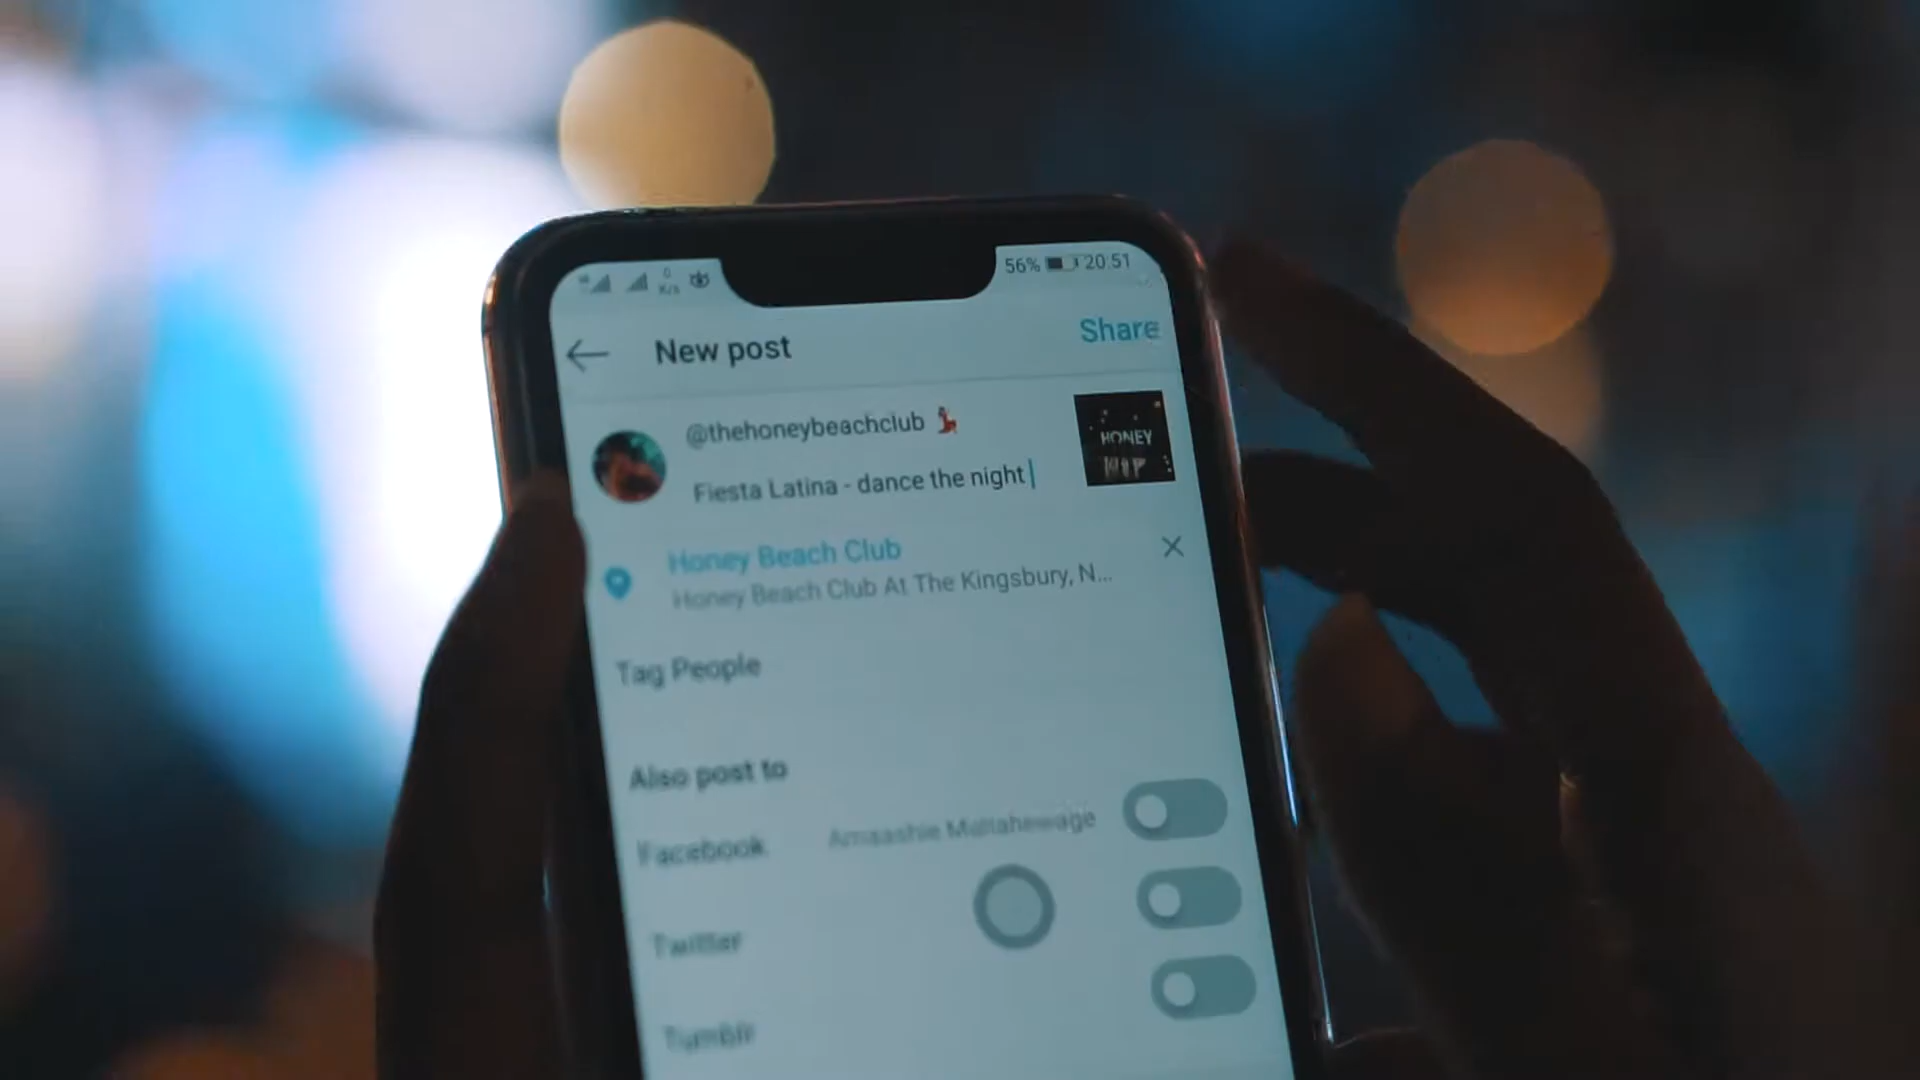 0
K/s
56% 20:51
New post
Share
@thehoneybeachclub 💃
Fiesta Latina - dance the night
HONEY
Honey Beach Club
Honey Beach Club At The Kingsbury, N...
Tag People
Also post to
Facebook
Twitter
Tumblr